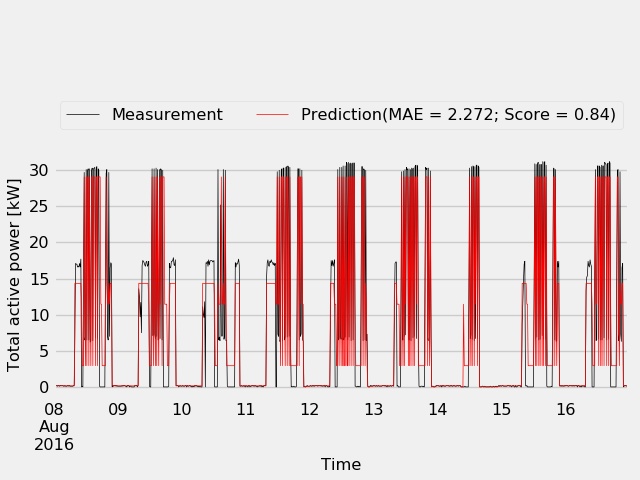 Measurement
Prediction(MAE = 2.272; Score = 0.84)
Total active power [kW]
30
25
20
15
10
5
0
08 09 10 11 12 13 14 15 16
Aug
2016
Time